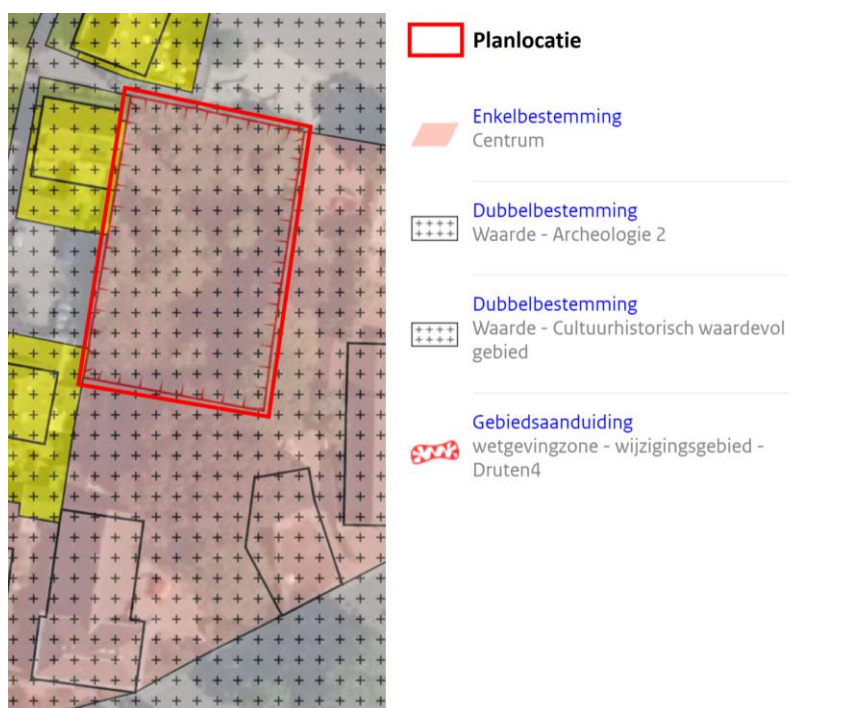 Planlocatie
Enkelbestemming
Centrum
Dubbelbestemming
Waarde - Archeologie 2
Dubbelbestemming
Waarde - Cultuurhistorisch waardevol
gebied
Gebiedsaanduiding
wetgevingzone - wijzigingsgebied -
Druten4